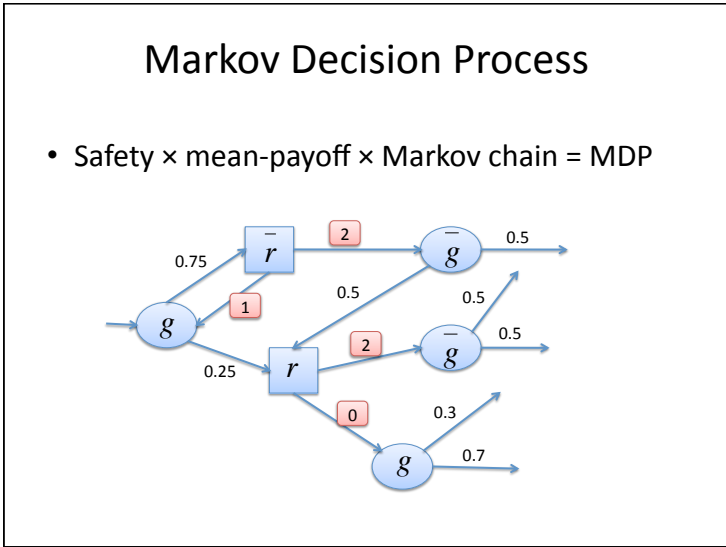 Markov Decision Process
• Safety × mean-payoff × Markov chain = MDP
r̅ 2 g̅ 0.5
0.75
0.5 0.5
1
g 2 g̅ 0.5
0.25 r
0 0.3
g 0.7